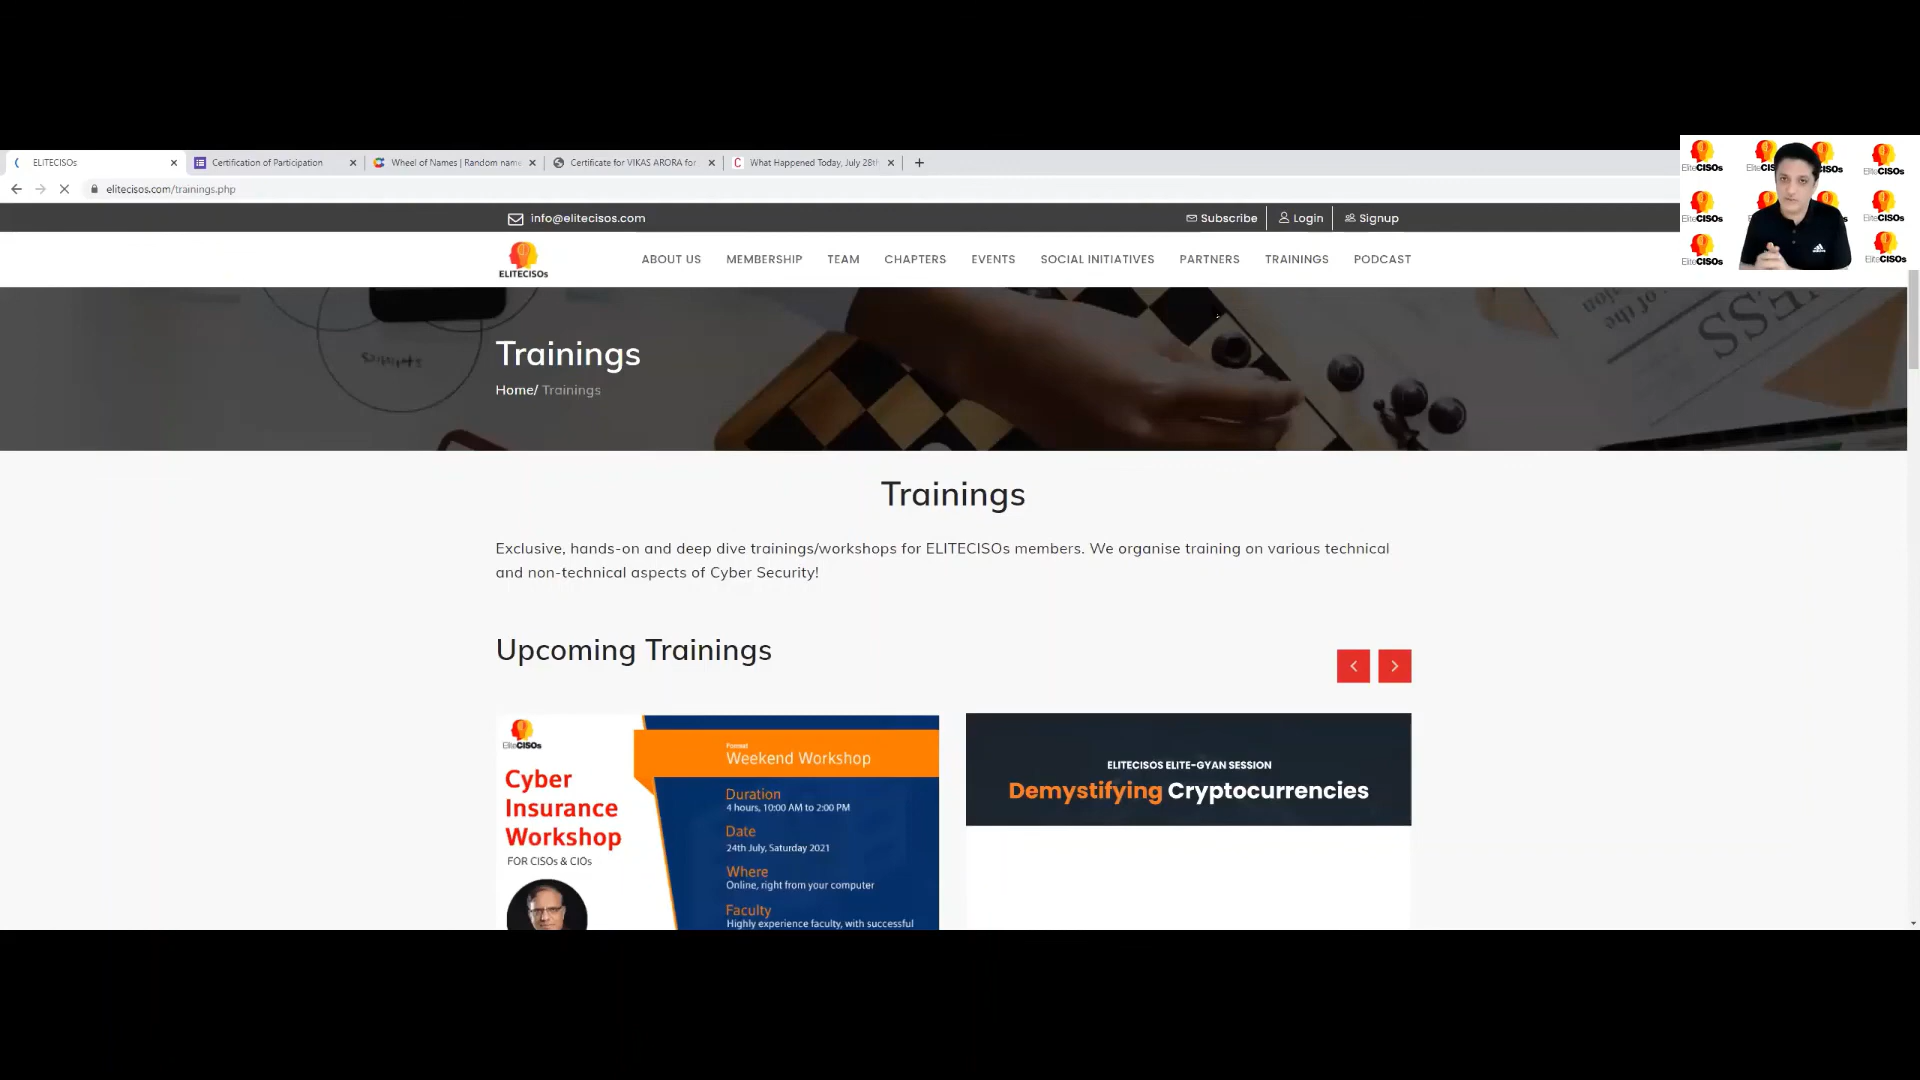 ELITECISOs
Certification of Participation
Wheel of Names | Random name
Certificate for VIKAS ARORA for
What Happened Today, July 28th
elitecisos.com/trainings.php
info@elitecisos.com
Subscribe
Login
Signup
ELITECISOs
ABOUT US
MEMBERSHIP
TEAM
CHAPTERS
EVENTS
SOCIAL INITIATIVES
PARTNERS
TRAININGS
PODCAST
Trainings
Home/ Trainings
Trainings
Exclusive, hands-on and deep dive trainings/workshops for ELITECISOs members. We organise training on various technical
and non-technical aspects of Cyber Security!
Upcoming Trainings
EliteCISOs
Cyber
Insurance
Workshop
FOR CISOs & CIOs
Format
Weekend Workshop
Duration
4 hours, 10:00 AM to 2:00 PM
Date
24th July, Saturday 2021
Where
Online, right from your computer
Faculty
Highly experience faculty, with successful
ELITECISOS ELITE-GYAN SESSION
Demystifying Cryptocurrencies
EliteCISOs
EliteCISOs
EliteCISOs
EliteCISOs
EliteCISOs
EliteCISOs